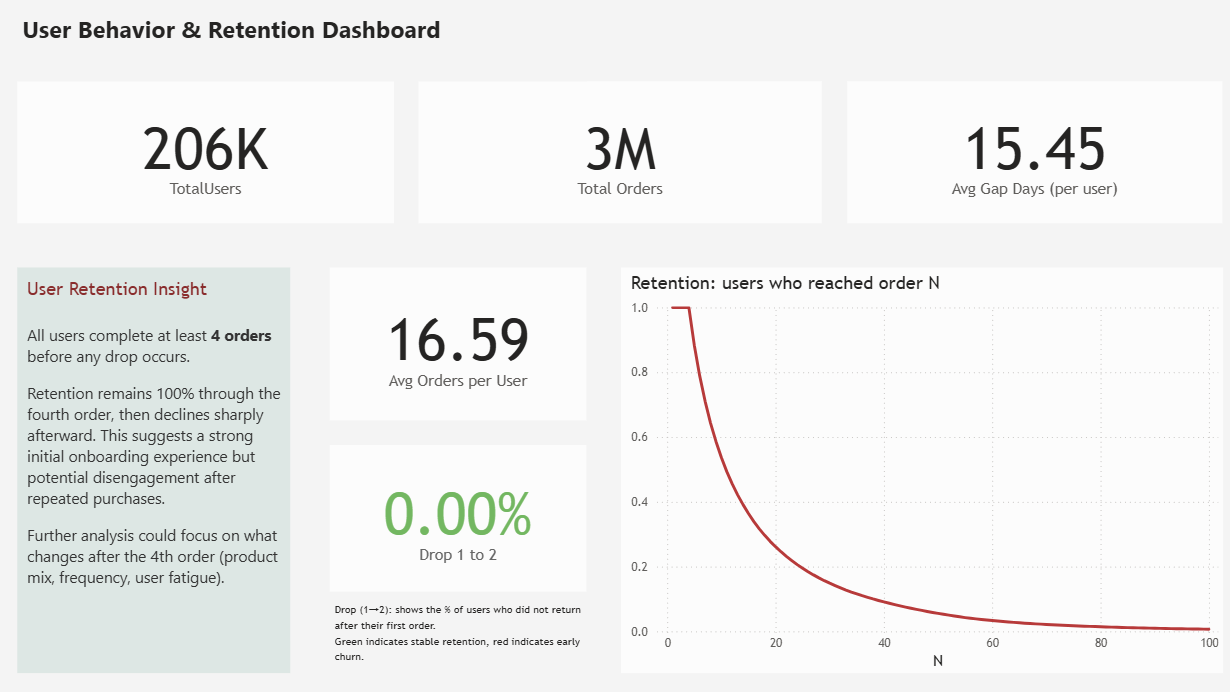 User Behavior & Retention Dashboard
206K
TotalUsers
3M
Total Orders
15.45
Avg Gap Days (per user)
User Retention Insight
All users complete at least 4 orders
before any drop occurs.
Retention remains 100% through the
fourth order, then declines sharply
afterward. This suggests a strong
initial onboarding experience but
potential disengagement after
repeated purchases.
Further analysis could focus on what
changes after the 4th order (product
mix, frequency, user fatigue).
16.59
Avg Orders per User
0.00%
Drop 1 to 2
Drop (1→2): shows the % of users who did not return
after their first order.
Green indicates stable retention, red indicates early
churn.
Retention: users who reached order N
1.0
0.8
0.6
0.4
0.2
0.0
0 20 40 60 80 100
N